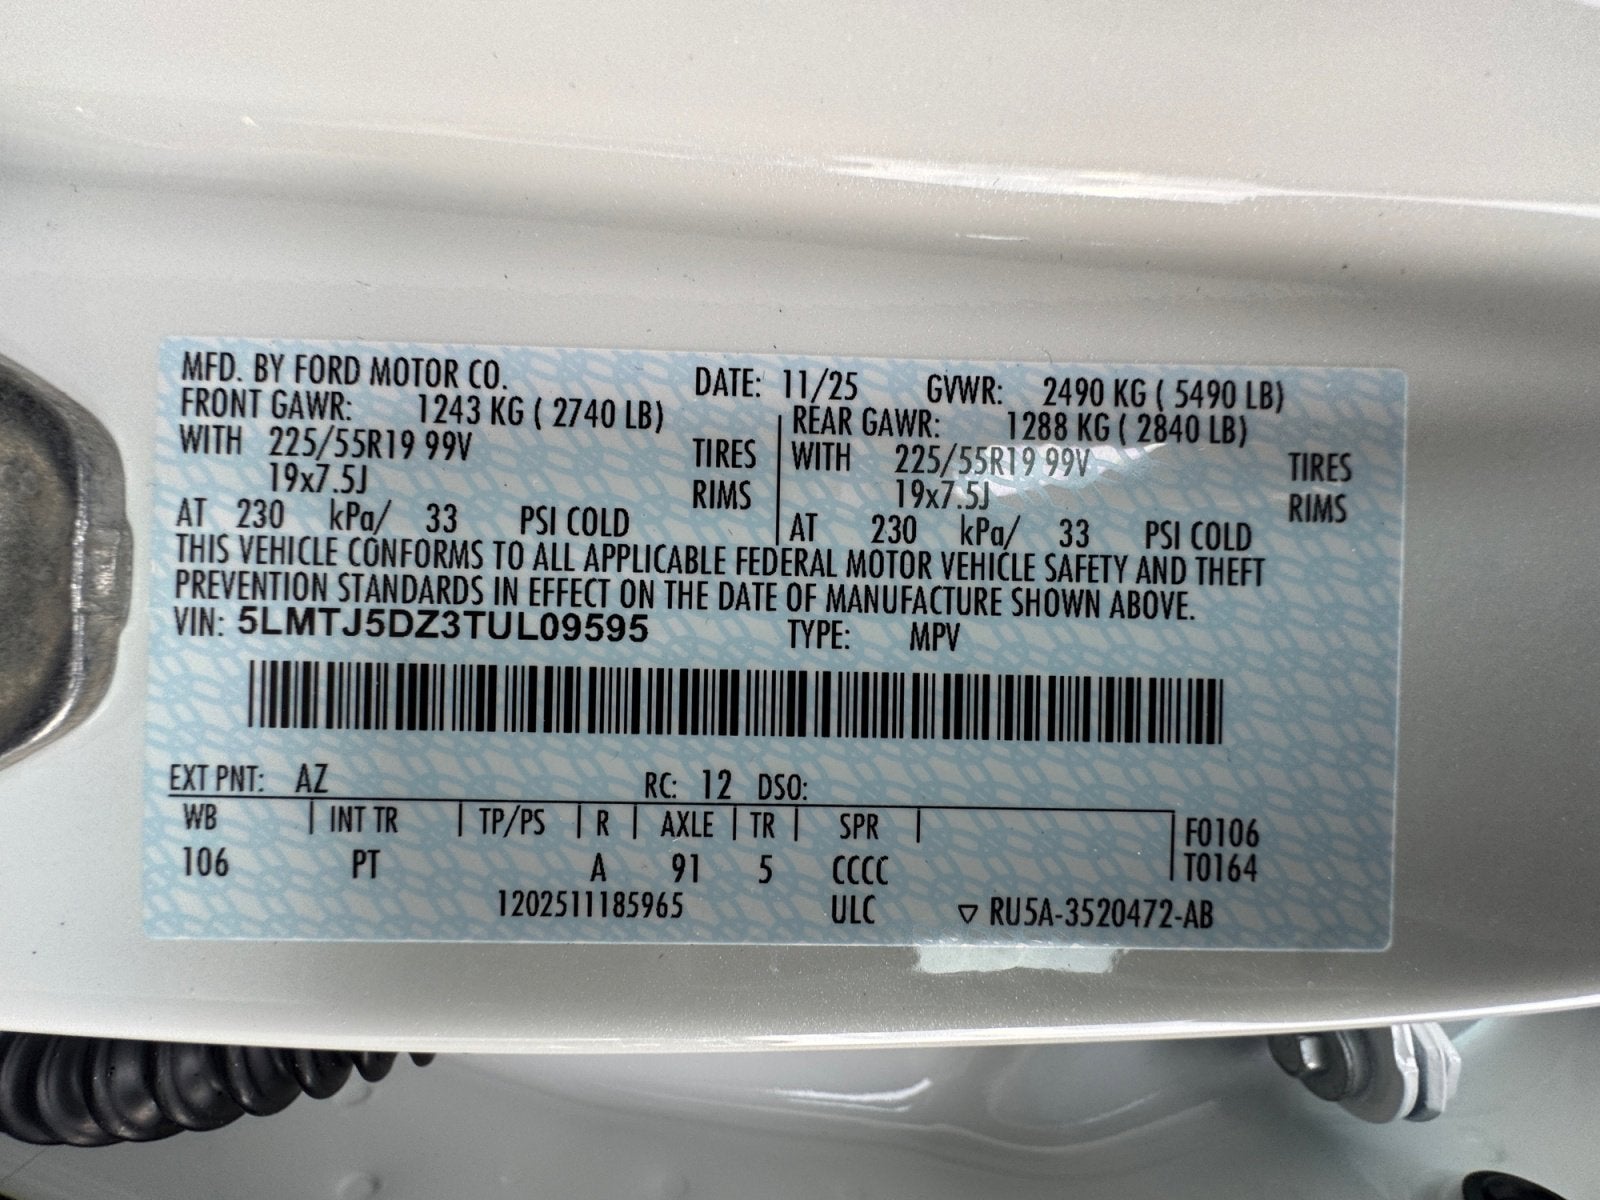 MFD. BY FORD MOTOR CO. DATE: 11/25 GVWR: 2490 KG ( 5490 LB)
FRONT GAWR: 1243 KG ( 2740 LB) REAR GAWR: 1288 KG ( 2840 LB)
WITH 225/55R19 99V TIRES WITH 225/55R19 99V TIRES
19x7.5J RIMS 19x7.5J RIMS
AT 230 kPa/ 33 PSI COLD AT 230 kPa/ 33 PSI COLD
THIS VEHICLE CONFORMS TO ALL APPLICABLE FEDERAL MOTOR VEHICLE SAFETY AND THEFT
PREVENTION STANDARDS IN EFFECT ON THE DATE OF MANUFACTURE SHOWN ABOVE.
VIN: 5LMTJ5DZ3TUL09595 TYPE: MPV
EXT PNT: AZ RC: 12 DSO:
WB | INT TR | TP/PS | R | AXLE | TR | SPR | F0106
106 PT A 91 5 CCCC T0164
1202511185965 ULC ▽ RU5A-3520472-AB